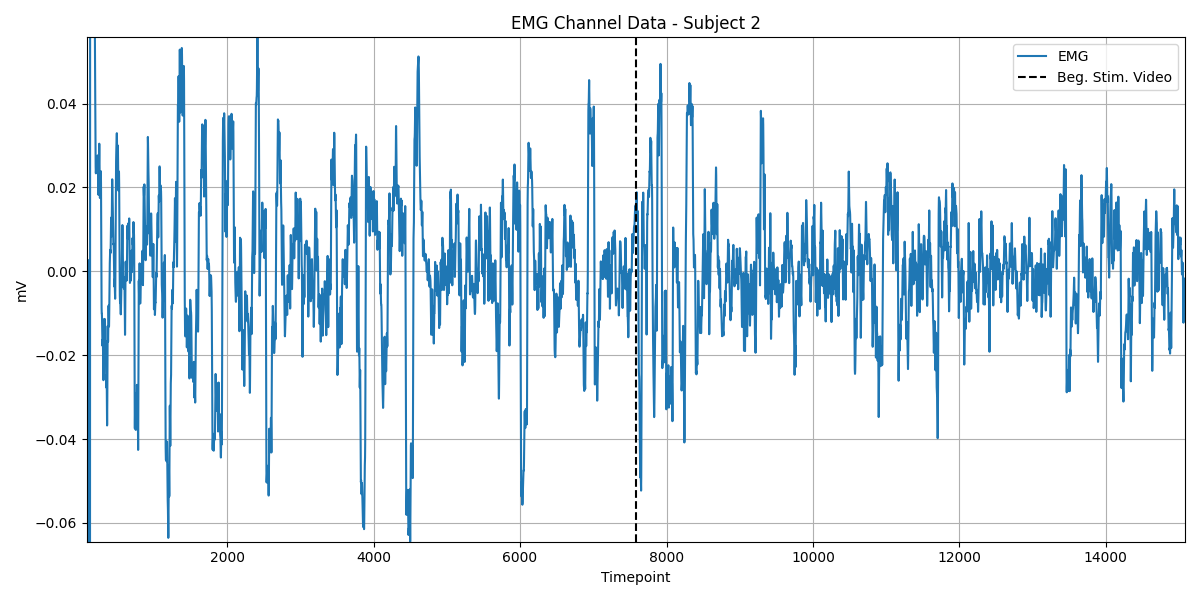 EMG Channel Data - Subject 2
EMG
Beg. Stim. Video
mV
0.04
0.02
0.00
−0.02
−0.04
−0.06
2000 4000 6000 8000 10000 12000 14000
Timepoint